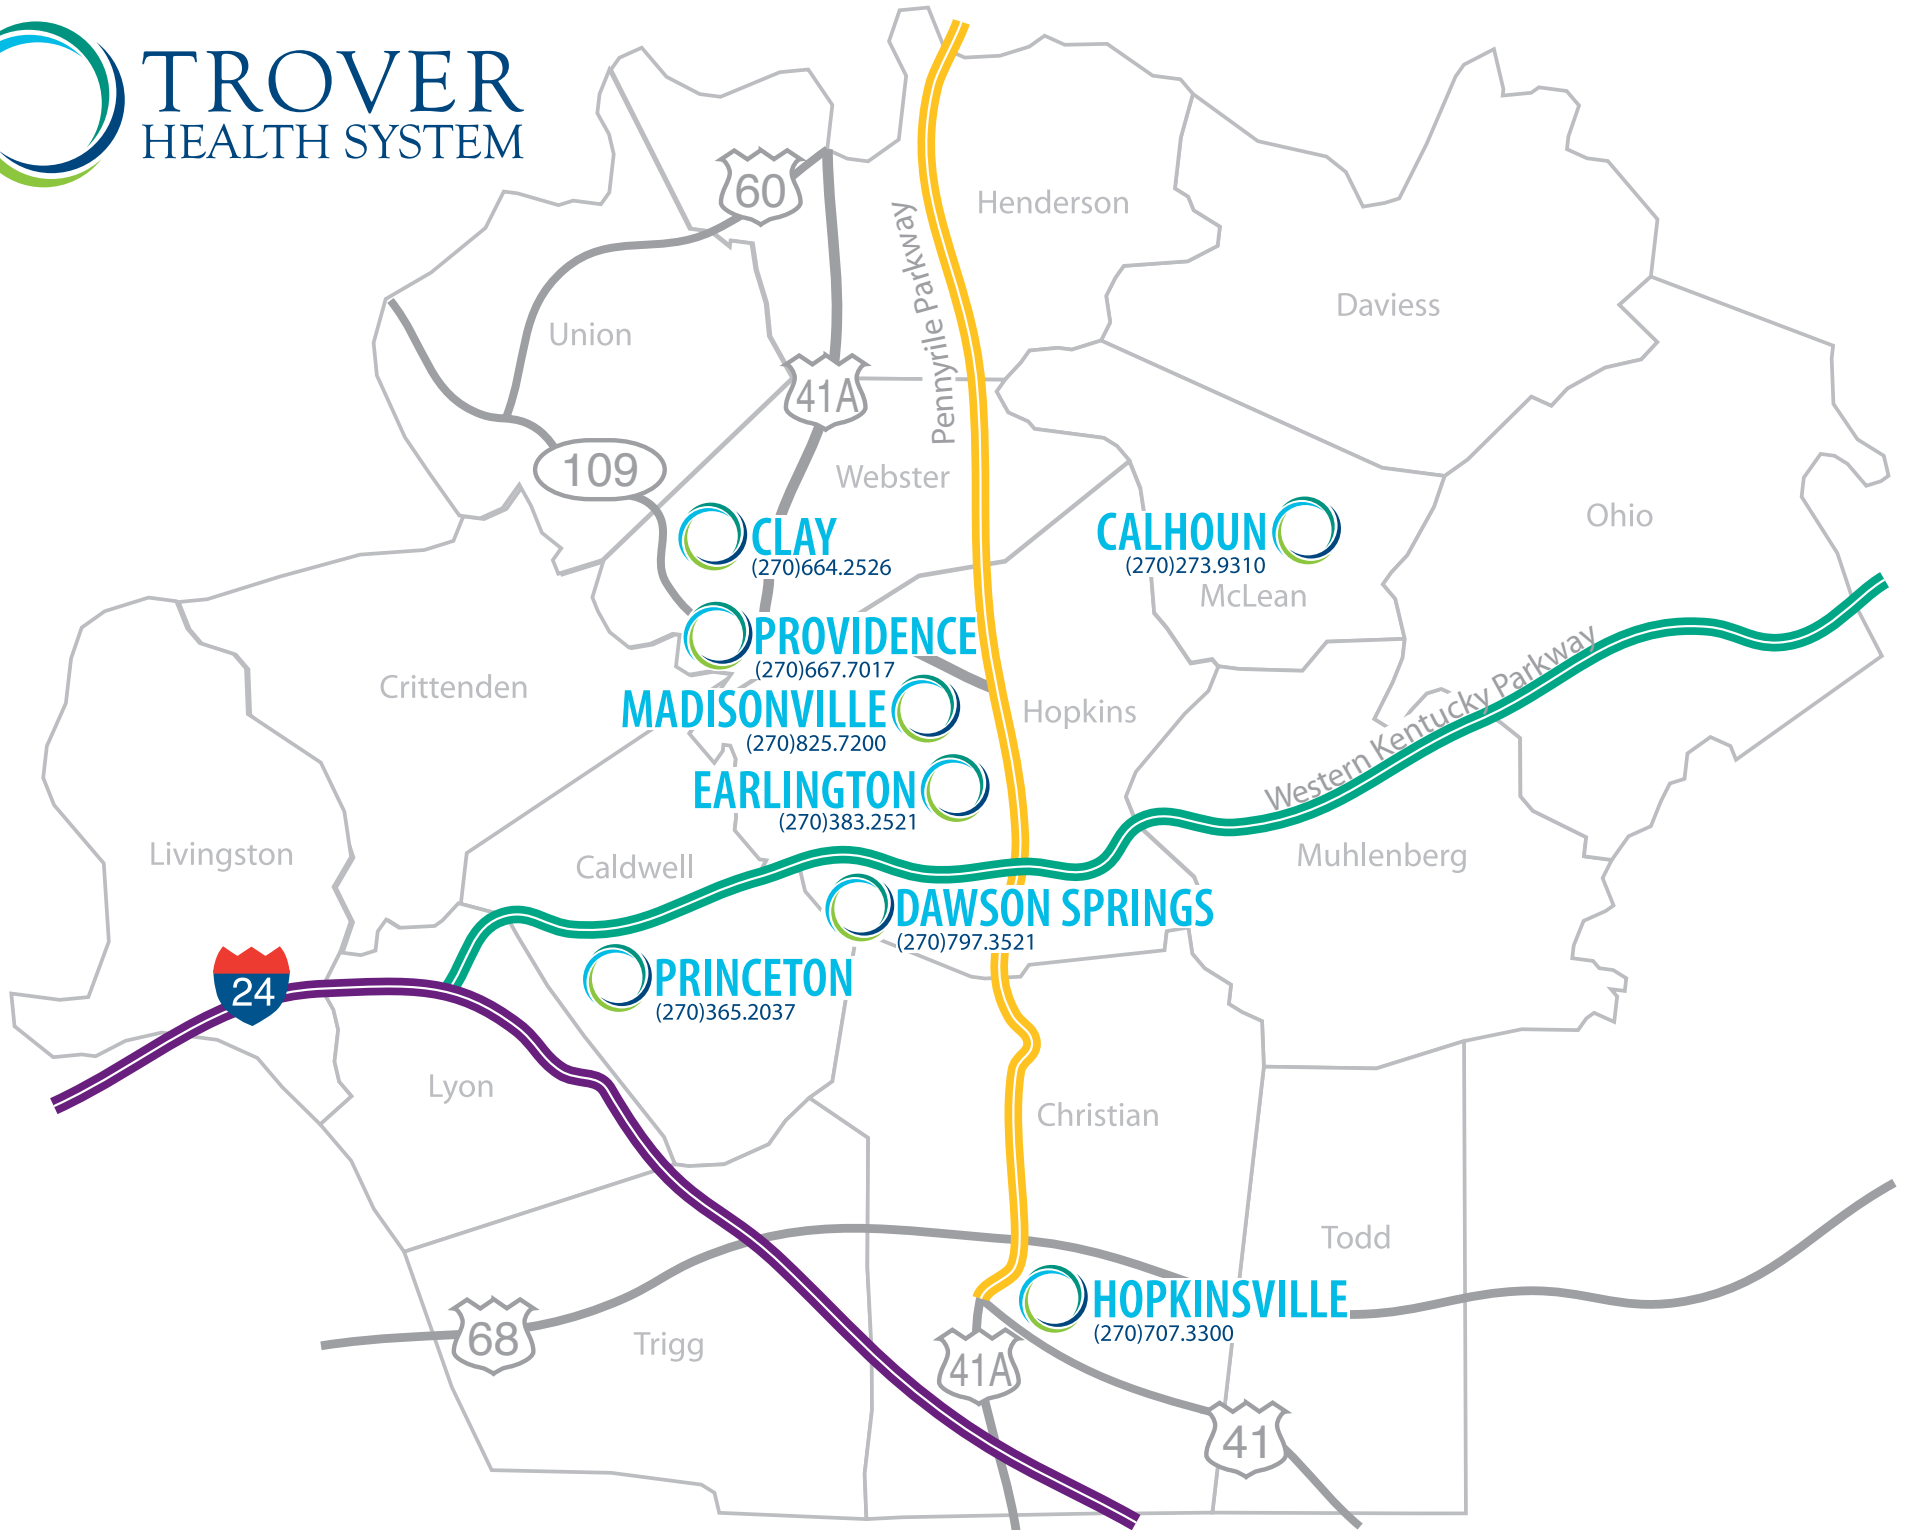 TROVER
HEALTH SYSTEM
60
Henderson
Pennyrile Parkway
Daviess
Union
41A
109
Webster
Ohio
CLAY
(270)664.2526
CALHOUN
(270)273.9310
McLean
PROVIDENCE
(270)667.7017
Crittenden
MADISONVILLE
(270)825.7200
Hopkins
Western Kentucky Parkway
EARLINGTON
(270)383.2521
Livingston
Caldwell
Muhlenberg
DAWSON SPRINGS
(270)797.3521
PRINCETON
(270)365.2037
24
Lyon
Christian
Todd
HOPKINSVILLE
(270)707.3300
68
Trigg
41A
41